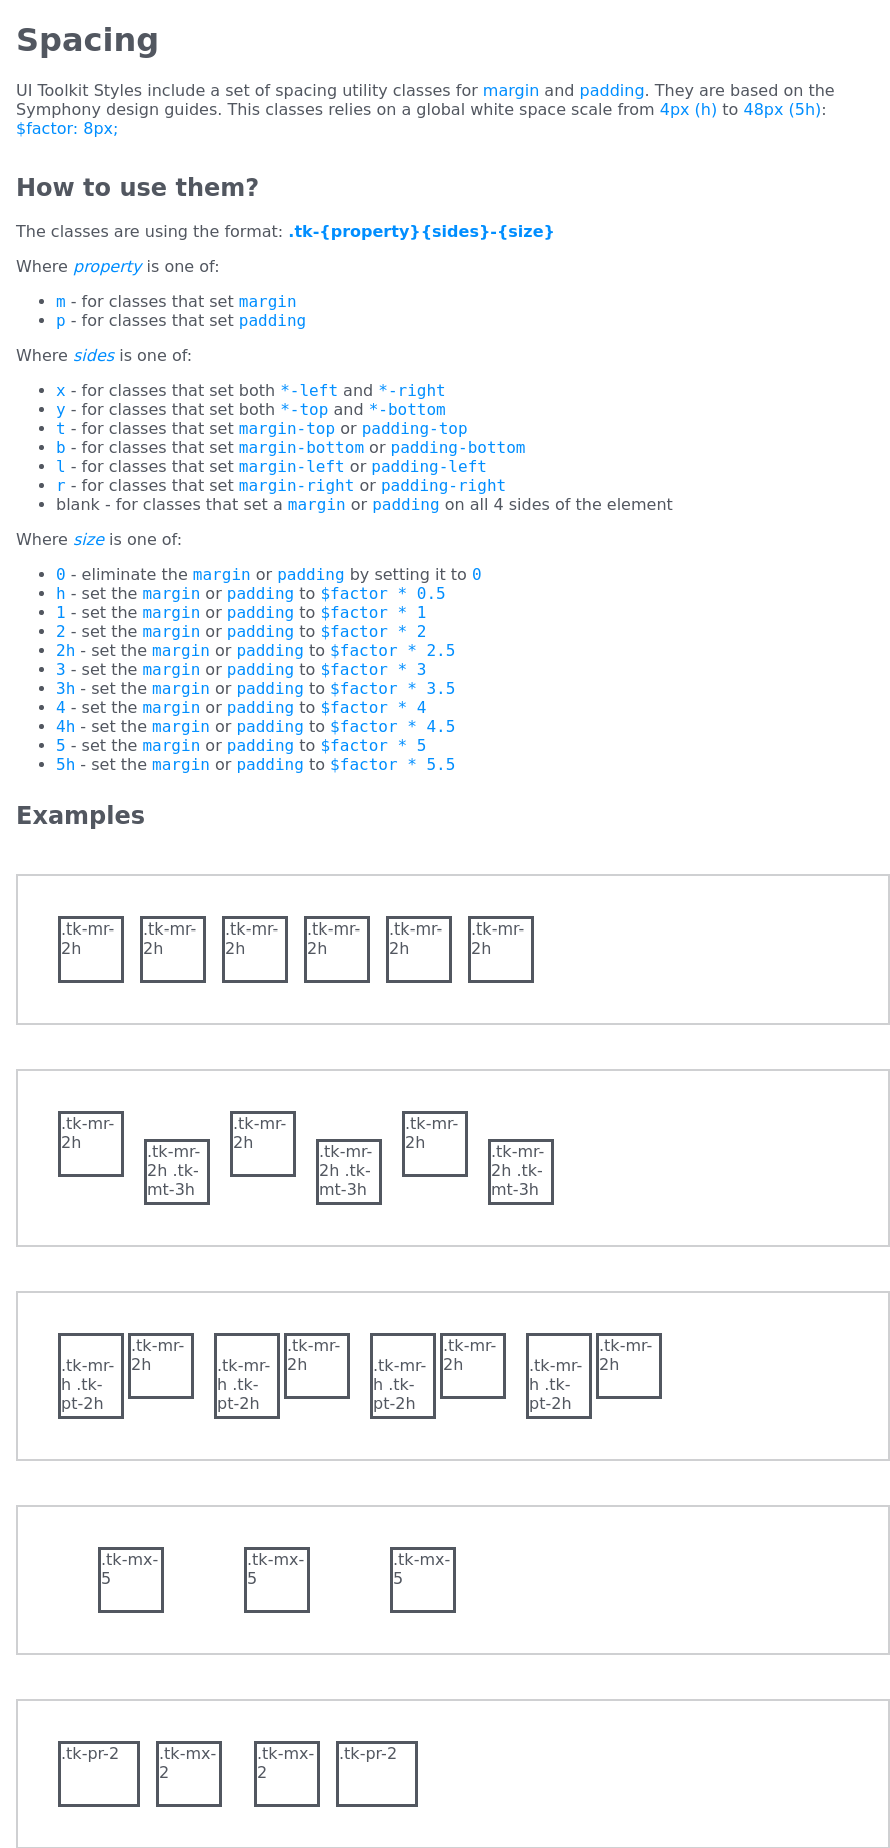 Spacing
UI Toolkit Styles include a set of spacing utility classes for margin and padding. They are based on the
Symphony design guides. This classes relies on a global white space scale from 4px (h) to 48px (5h):
$factor: 8px;
How to use them?
The classes are using the format: .tk-{property}{sides}-{size}
Where property is one of:
• m - for classes that set margin
• p - for classes that set padding
Where sides is one of:
• x - for classes that set both *-left and *-right
• y - for classes that set both *-top and *-bottom
• t - for classes that set margin-top or padding-top
• b - for classes that set margin-bottom or padding-bottom
• l - for classes that set margin-left or padding-left
• r - for classes that set margin-right or padding-right
• blank - for classes that set a margin or padding on all 4 sides of the element
Where size is one of:
• 0 - eliminate the margin or padding by setting it to 0
• h - set the margin or padding to $factor * 0.5
• 1 - set the margin or padding to $factor * 1
• 2 - set the margin or padding to $factor * 2
• 2h - set the margin or padding to $factor * 2.5
• 3 - set the margin or padding to $factor * 3
• 3h - set the margin or padding to $factor * 3.5
• 4 - set the margin or padding to $factor * 4
• 4h - set the margin or padding to $factor * 4.5
• 5 - set the margin or padding to $factor * 5
• 5h - set the margin or padding to $factor * 5.5
Examples
.tk-mr-
2h
.tk-mr-
2h
.tk-mr-
2h
.tk-mr-
2h
.tk-mr-
2h
.tk-mr-
2h
.tk-mr-
2h
.tk-mr-
2h .tk-
mt-3h
.tk-mr-
2h
.tk-mr-
2h .tk-
mt-3h
.tk-mr-
2h
.tk-mr-
2h .tk-
mt-3h
.tk-mr-
h .tk-
pt-2h
.tk-mr-
2h
.tk-mr-
h .tk-
pt-2h
.tk-mr-
2h
.tk-mr-
h .tk-
pt-2h
.tk-mr-
2h
.tk-mr-
h .tk-
pt-2h
.tk-mr-
2h
.tk-mx-
5
.tk-mx-
5
.tk-mx-
5
.tk-pr-2
.tk-mx-
2
.tk-mx-
2
.tk-pr-2